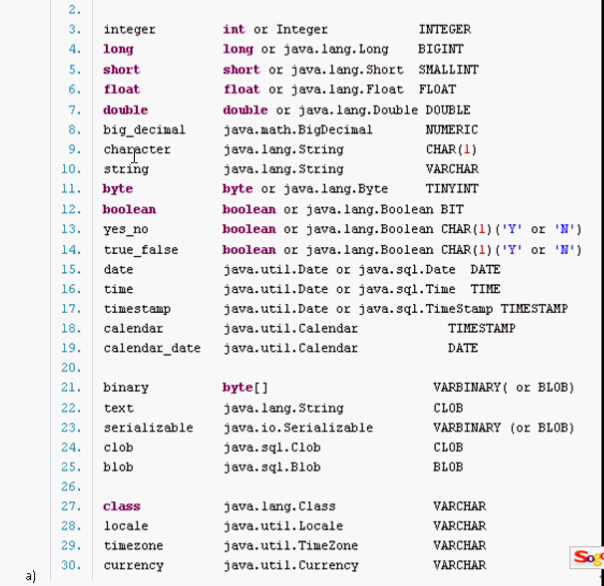 2.
3. integer int or Integer INTEGER
4. long long or java.lang.Long BIGINT
5. short short or java.lang.Short SMALLINT
6. float float or java.lang.Float FLOAT
7. double double or java.lang.Double DOUBLE
8. big_decimal java.math.BigDecimal NUMERIC
9. character java.lang.String CHAR(1)
10. string java.lang.String VARCHAR
11. byte byte or java.lang.Byte TINYINT
12. boolean boolean or java.lang.Boolean BIT
13. yes_no boolean or java.lang.Boolean CHAR(1)('Y' or 'N')
14. true_false boolean or java.lang.Boolean CHAR(1)('Y' or 'N')
15. date java.util.Date or java.sql.Date DATE
16. time java.util.Date or java.sql.Time TIME
17. timestamp java.util.Date or java.sql.TimeStamp TIMESTAMP
18. calendar java.util.Calendar TIMESTAMP
19. calendar_date java.util.Calendar DATE
20.
21. binary byte[] VARBINARY( or BLOB)
22. text java.lang.String CLOB
23. serializable java.io.Serializable VARBINARY (or BLOB)
24. clob java.sql.Clob CLOB
25. blob java.sql.Blob BLOB
26.
27. class java.lang.Class VARCHAR
28. locale java.util.Locale VARCHAR
29. timezone java.util.TimeZone VARCHAR
30. currency java.util.Currency VARCHAR
a)